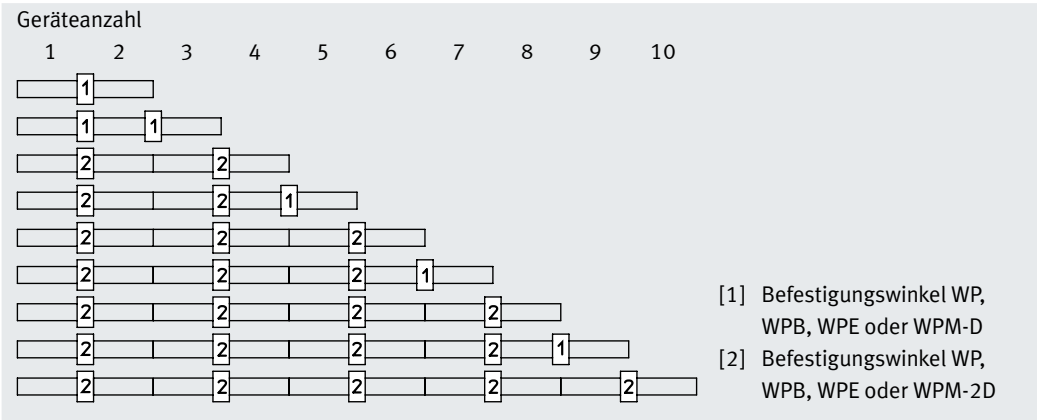 Geräteanzahl
1 2 3 4 5 6 7 8 9 10
1
1 1
2 2
2 2 1
2 2 2
2 2 2 1
2 2 2 2
2 2 2 2 1
2 2 2 2 2
[1] Befestigungswinkel WP,
WPB, WPE oder WPM-D
[2] Befestigungswinkel WP,
WPB, WPE oder WPM-2D